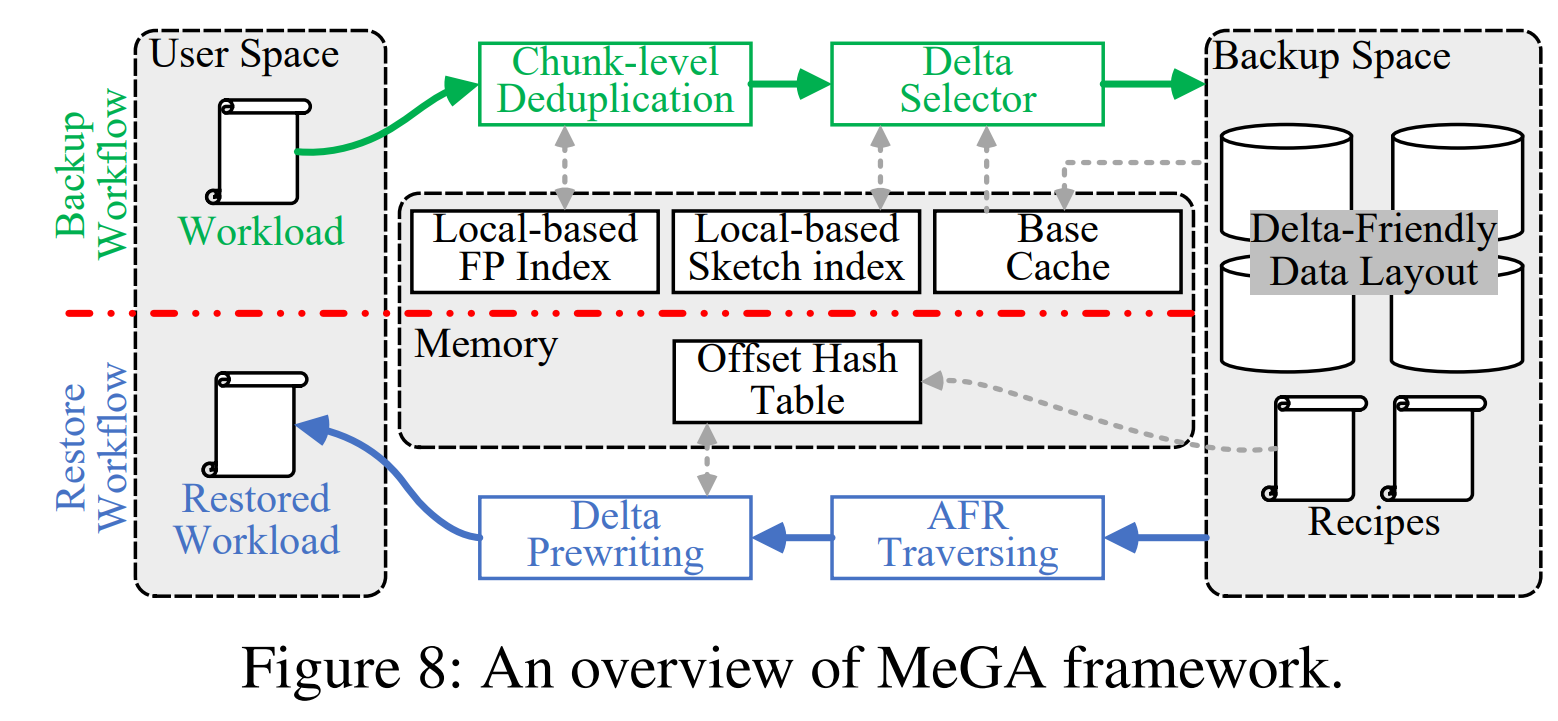 User Space
Backup
Workflow
Workload
Chunk-level
Deduplication
Delta
Selector
Backup Space
Local-based
FP Index
Local-based
Sketch index
Base
Cache
Delta-Friendly
Data Layout
Memory
Offset Hash
Table
Restore
Workflow
Restored
Workload
Delta
Prewriting
AFR
Traversing
Recipes
Figure 8: An overview of MeGA framework.